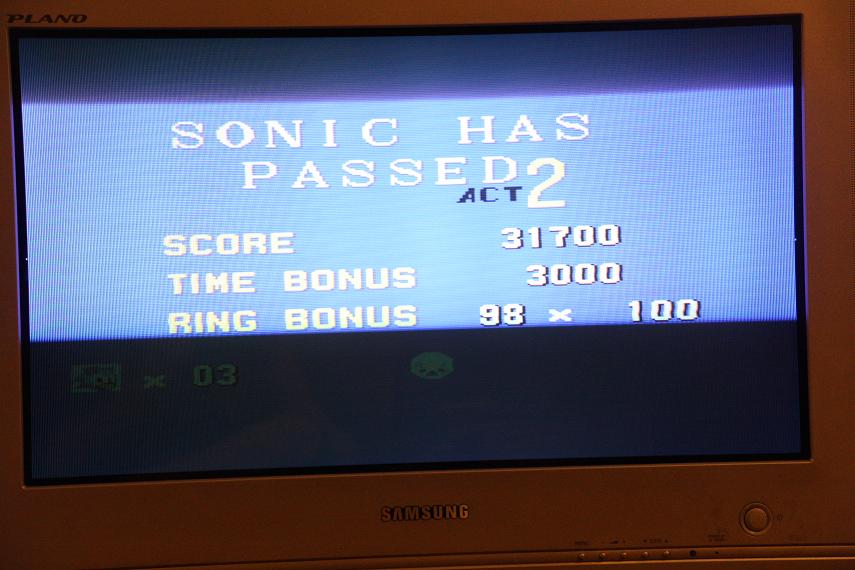 PLANO
SONIC HAS
PASSED
ACT 2
SCORE 31700
TIME BONUS 3000
RING BONUS 98 x 100
x 03
SAMSUNG